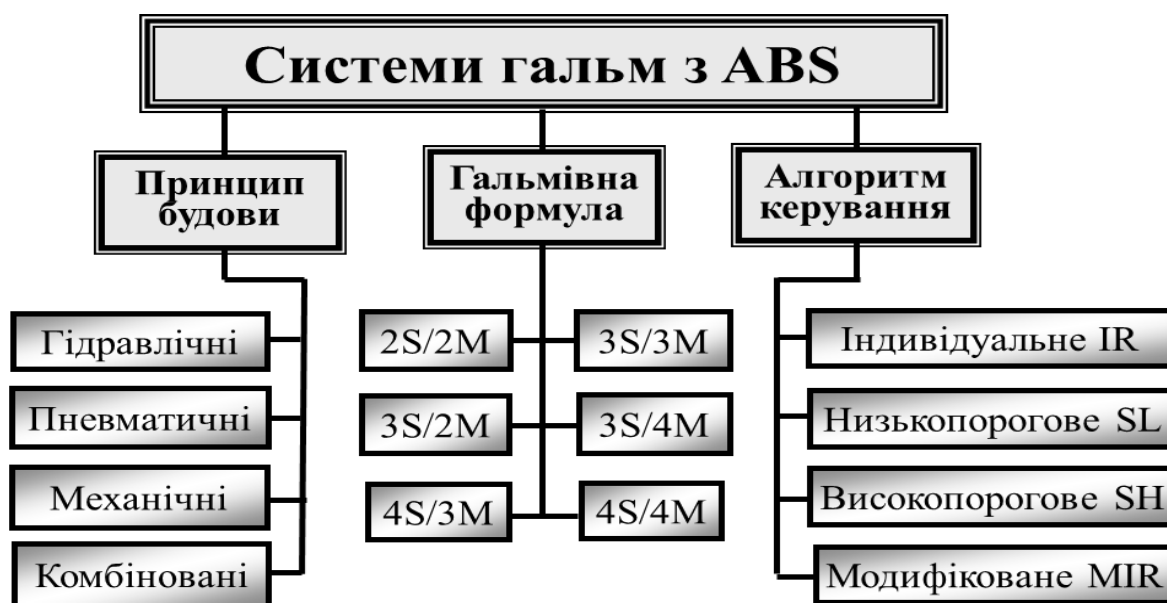 Системи гальм з ABS
Принцип
будови
Гальмівна
формула
Алгоритм
керування
Гідравлічні
Пневматичні
Механічні
Комбіновані
2S/2M
3S/3M
3S/2M
3S/4M
4S/3M
4S/4M
Індивідуальне IR
Низькопорогове SL
Високопорогове SH
Модифіковане MIR